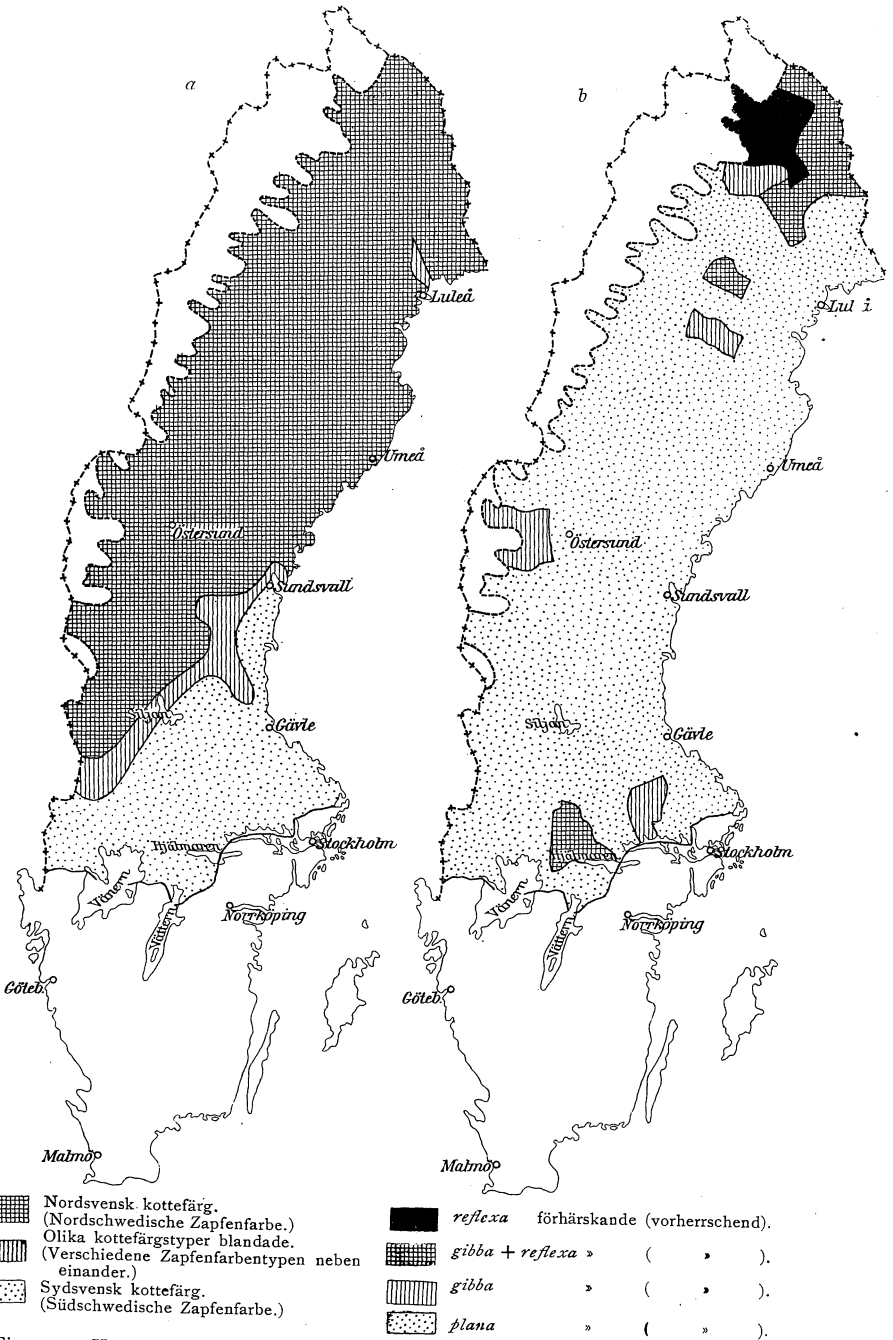 a
Luleå
Umeå
Östersund
Sundsvall
Siljan
Gävle
Hjälmaren
Stockholm
Vänern
Vättern
Norrköping
Göteb.
Malmö
Nordsvensk kottefärg.
(Nordschwedische Zapfenfarbe.)
Olika kottefärgstyper blandade.
(Verschiedene Zapfenfarbentypen neben
einander.)
Sydsvensk kottefärg.
(Südschwedische Zapfenfarbe.)
b
Lul å
Umeå
Östersund
Sundsvall
Siljan
Gävle
Hjälmaren
Stockholm
Vänern
Vättern
Norrköping
Göteb.
Malmö
reflexa förhärskande (vorherrschend).
gibba + reflexa » ( » ).
gibba » ( » ).
plana » ( » ).